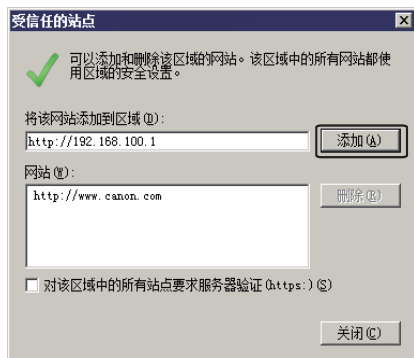 受信任的站点
可以添加和删除该区域的网站。该区域中的所有网站都使
用区域的安全设置。
将该网站添加到区域(D):
http://192.168.100.1
添加(A)
网站(W):
http://www.canon.com
删除(R)
对该区域中的所有站点要求服务器验证(https:)(S)
关闭(C)